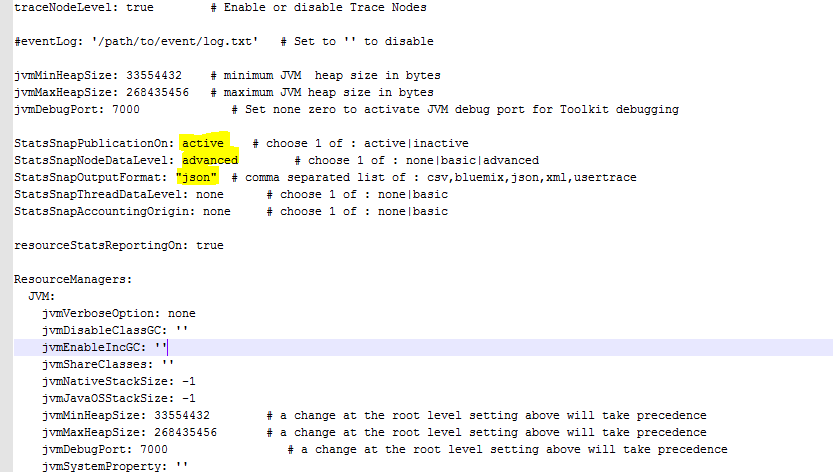 traceNodeLevel: true # Enable or disable Trace Nodes
#eventLog: '/path/to/event/log.txt' # Set to '' to disable
jvmMinHeapSize: 33554432 # minimum JVM heap size in bytes
jvmMaxHeapSize: 268435456 # maximum JVM heap size in bytes
jvmDebugPort: 7000 # Set none zero to activate JVM debug port for Toolkit debugging
StatsSnapPublicationOn: active # choose 1 of : active|inactive
StatsSnapNodeDataLevel: advanced # choose 1 of : none|basic|advanced
StatsSnapOutputFormat: "json" # comma separated list of : csv,bluemix,json,xml,usertrace
StatsSnapThreadDataLevel: none # choose 1 of : none|basic
StatsSnapAccountingOrigin: none # choose 1 of : none|basic
resourceStatsReportingOn: true
ResourceManagers:
JVM:
jvmVerboseOption: none
jvmDisableClassGC: ''
jvmEnableIncGC: ''
jvmShareClasses: ''
jvmNativeStackSize: -1
jvmJavaOSStackSize: -1
jvmMinHeapSize: 33554432 # a change at the root level setting above will take precedence
jvmMaxHeapSize: 268435456 # a change at the root level setting above will take precedence
jvmDebugPort: 7000 # a change at the root level setting above will take precedence
jvmSystemProperty: ''